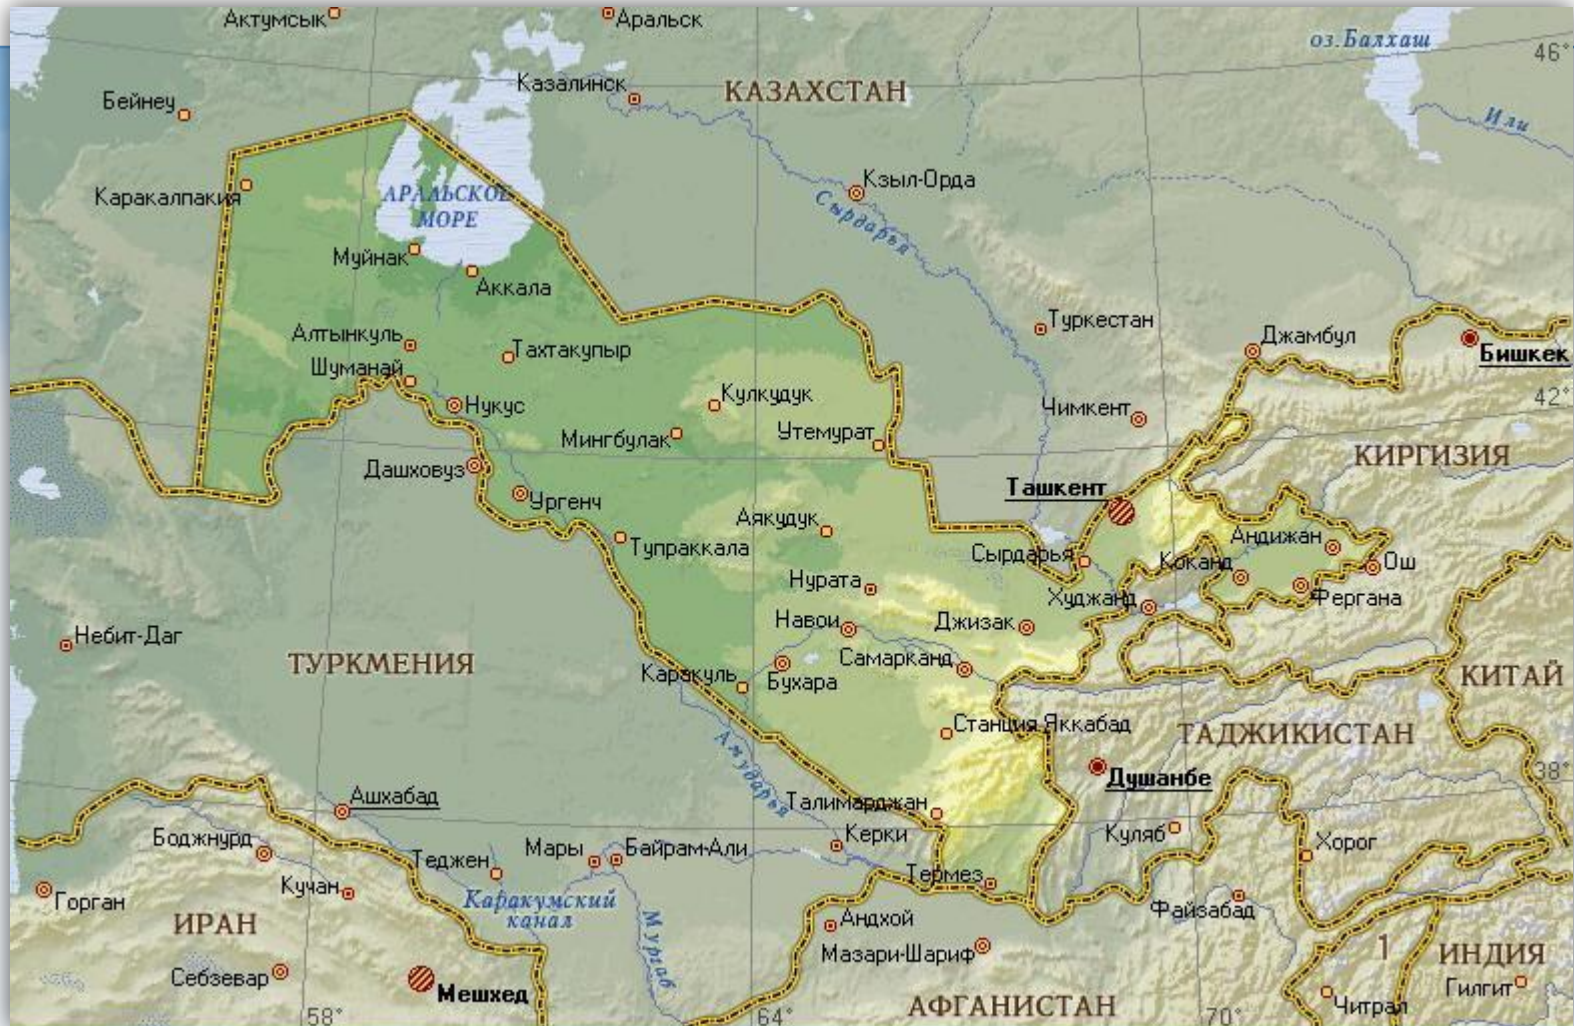 Актумсык
Аральск
оз.Балхаш
46°
Казалинск
КАЗАХСТАН
Бейнеу
Или
Каракалпакия
АРАЛЬСКОЕ
МОРЕ
Кзыл-Орда
Сырдарья
Муйнак
Аккала
Туркестан
Алтынкуль
Тахтакупыр
Джамбул
Бишкек
Шуманай
Кулкудук
42°
Нукус
Чимкент
Мингбулак
Утемурат
КИРГИЗИЯ
Дашховуз
Ташкент
Ургенч
Аякудук
Андижан
Тупраккала
Сырдарья
Коканд
Ош
Нурата
Худжанд
Фергана
Навои
Джизак
Небит-Даг
ТУРКМЕНИЯ
Самарканд
Каракуль
Бухара
КИТАЙ
Станция Яккабад
ТАДЖИКИСТАН
Амударья
38°
Душанбе
Ашхабад
Талимарджан
Боджнурд
Мары
Байрам-Али
Керки
Куляб
Хорог
Теджен
Термез
Кучан
Горган
Каракумский
канал
Файзабад
ИРАН
Мургаб
Андхой
Мазари-Шариф
1
ИНДИЯ
Себзевар
Мешхед
Гилгит
АФГАНИСТАН
Читрал
58°
64°
70°